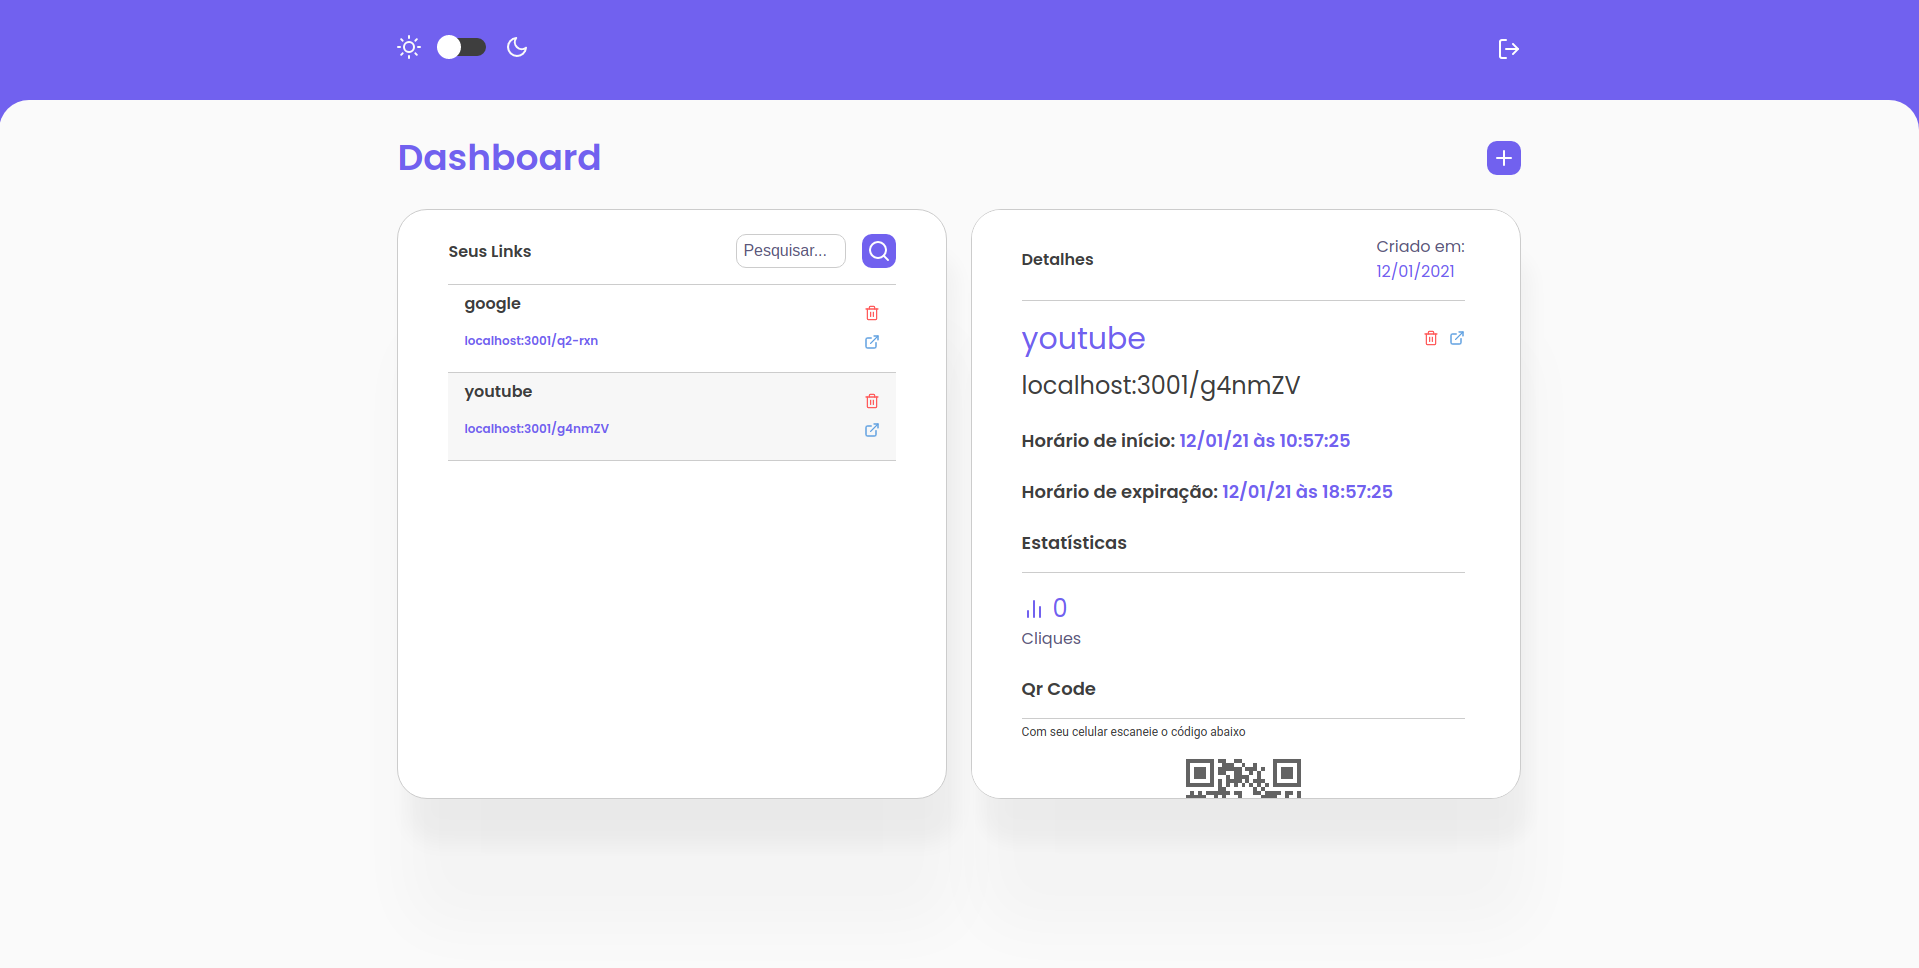 Dashboard
Seus Links
Pesquisar...
google
localhost:3001/q2-rxn
youtube
localhost:3001/g4nmZV
Detalhes
Criado em:
12/01/2021
youtube
localhost:3001/g4nmZV
Horário de início: 12/01/21 às 10:57:25
Horário de expiração: 12/01/21 às 18:57:25
Estatísticas
0
Cliques
Qr Code
Com seu celular escaneie o código abaixo